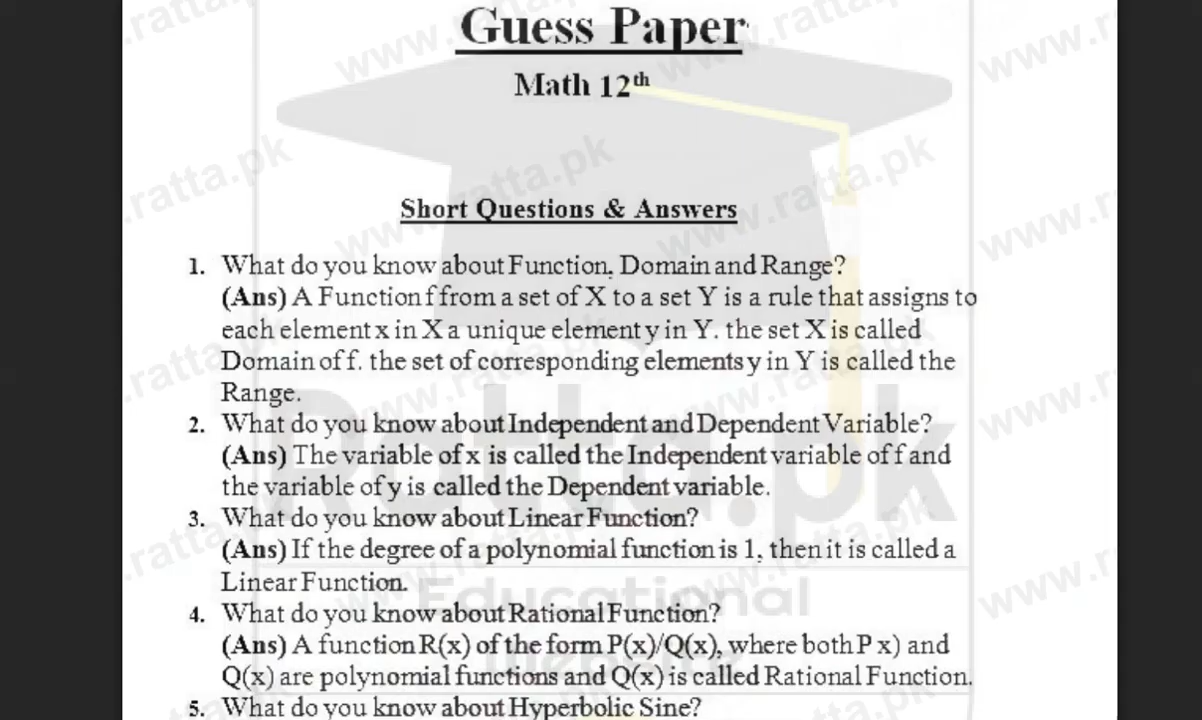 Guess Paper
Math 12th
Short Questions & Answers
1. What do you know about Function, Domain and Range?
(Ans) A Function f from a set of X to a set Y is a rule that assigns to
each element x in X a unique element y in Y. the set X is called
Domain of f. the set of corresponding elements y in Y is called the
Range.
2. What do you know about Independent and Dependent Variable?
(Ans) The variable of x is called the Independent variable of f and
the variable of y is called the Dependent variable.
3. What do you know about Linear Function?
(Ans) If the degree of a polynomial function is 1, then it is called a
Linear Function.
4. What do you know about Rational Function?
(Ans) A function R(x) of the form P(x)/Q(x), where both P x) and
Q(x) are polynomial functions and Q(x) is called Rational Function.
5. What do you know about Hyperbolic Sine?
Ratta.pk
Educational
Website
www.ratta.pk